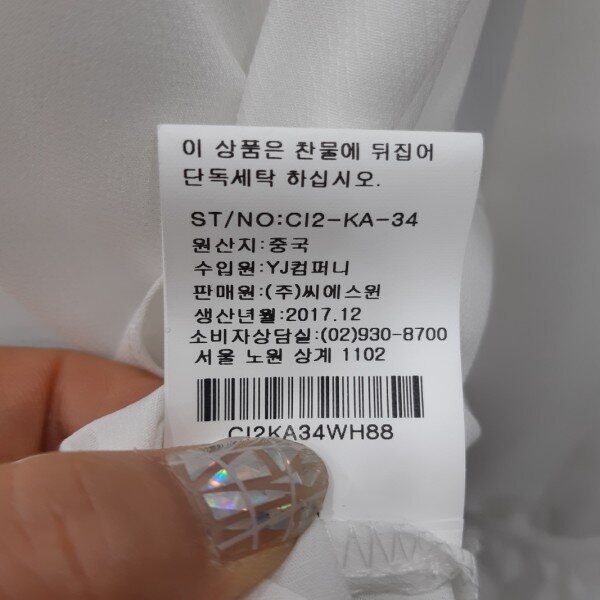 이 상품은 찬물에 뒤집어
단독세탁 하십시오.
ST/NO:CI2-KA-34
원산지:중국
수입원:YJ컴퍼니
판매원:(주)씨에스윈
생산년월:2017.12
소비자상담실:(02)930-8700
서울 노원 상계 1102
CI2KA34WH88